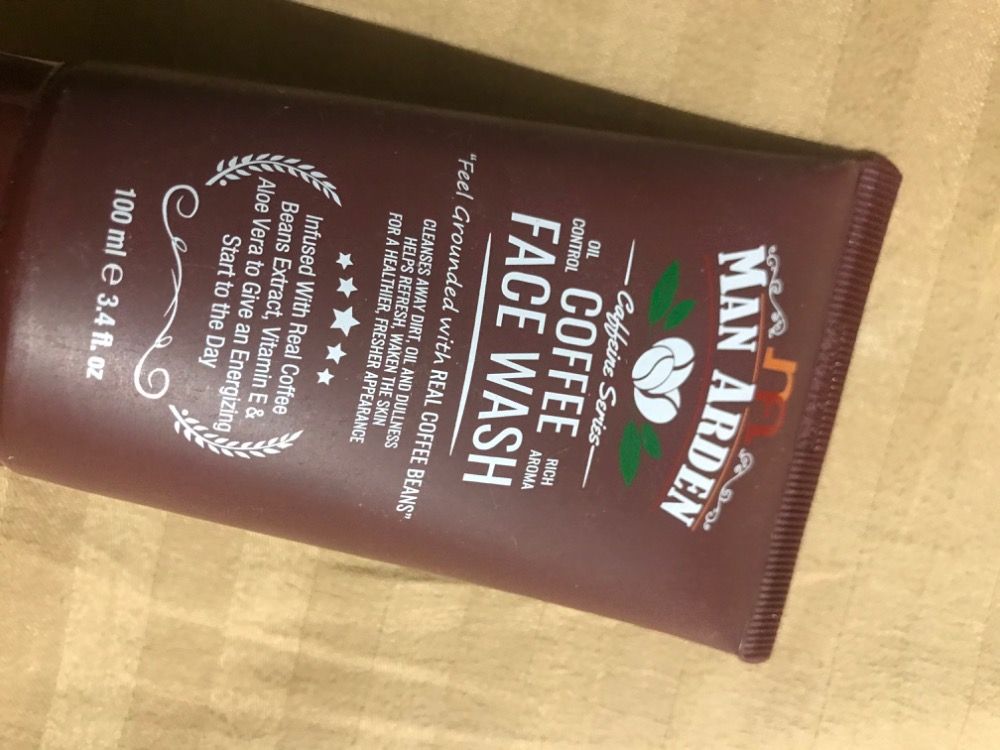 MAN ARDEN
Caffeine Series
OIL
CONTROL
COFFEE
RICH
AROMA
FACE WASH
"Feel Grounded with REAL COFFEE BEANS"
CLEANSES AWAY DIRT, OIL AND DULLNESS
HELPS REFRESH, WAKEN THE SKIN
FOR A HEALTHIER, FRESHER APPEARANCE
Infused With Real Coffee
Beans Extract, Vitamin E &
Aloe Vera to Give an Energizing
Start to the Day
100 ml ℮ 3.4 fl. oz